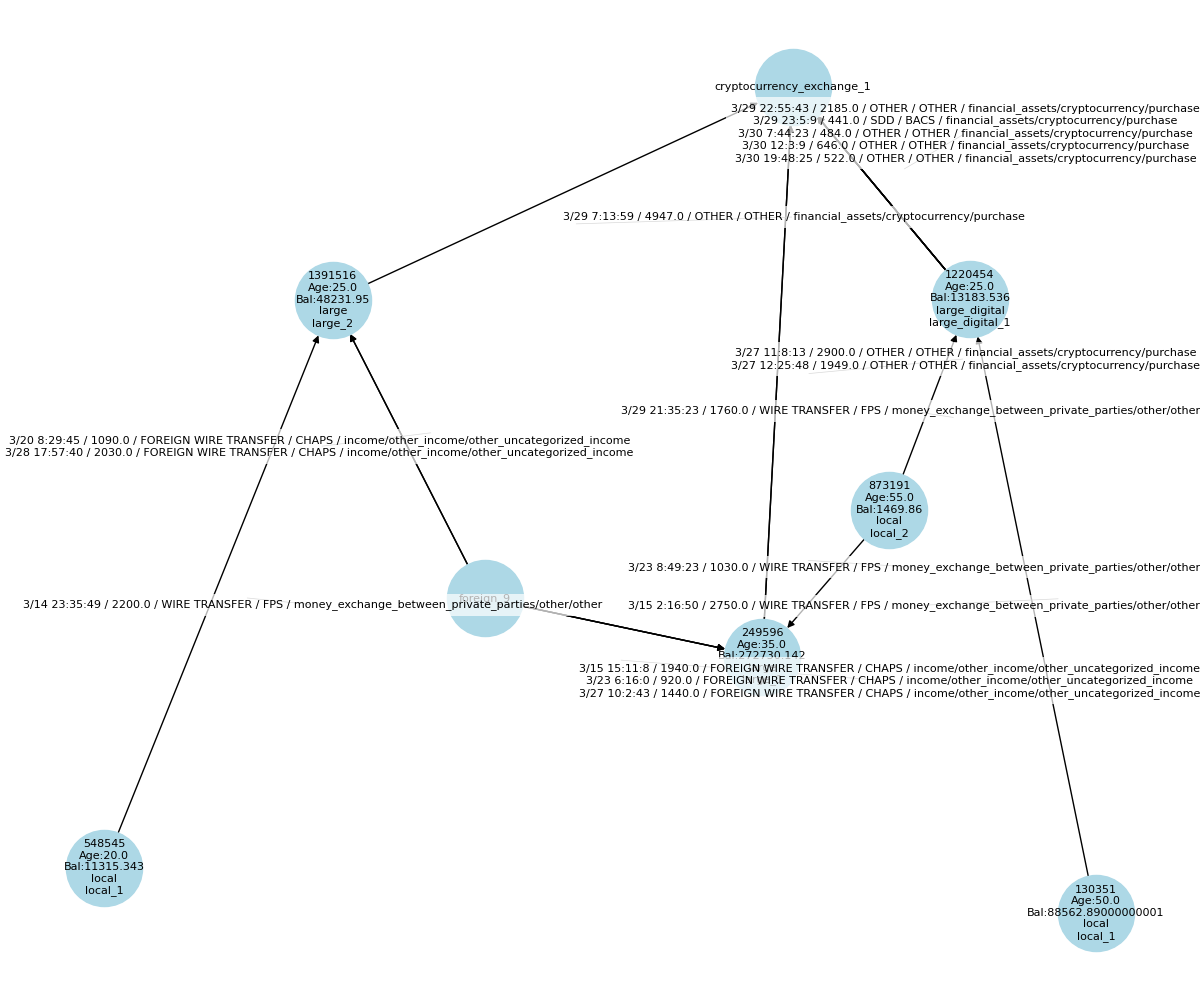 cryptocurrency_exchange_1
3/29 22:55:43 / 2185.0 / OTHER / OTHER / financial_assets/cryptocurrency/purchase
3/29 23:5:9 / 441.0 / SDD / BACS / financial_assets/cryptocurrency/purchase
3/30 7:44:23 / 484.0 / OTHER / OTHER / financial_assets/cryptocurrency/purchase
3/30 12:3:9 / 646.0 / OTHER / OTHER / financial_assets/cryptocurrency/purchase
3/30 19:48:25 / 522.0 / OTHER / OTHER / financial_assets/cryptocurrency/purchase
3/29 7:13:59 / 4947.0 / OTHER / OTHER / financial_assets/cryptocurrency/purchase
1391516
Age:25.0
Bal:48231.95
large
large_2
1220454
Age:25.0
Bal:13183.536
large_digital
large_digital_1
3/27 11:8:13 / 2900.0 / OTHER / OTHER / financial_assets/cryptocurrency/purchase
3/27 12:25:48 / 1949.0 / OTHER / OTHER / financial_assets/cryptocurrency/purchase
3/29 21:35:23 / 1760.0 / WIRE TRANSFER / FPS / money_exchange_between_private_parties/other/other
3/20 8:29:45 / 1090.0 / FOREIGN WIRE TRANSFER / CHAPS / income/other_income/other_uncategorized_income
3/28 17:57:40 / 2030.0 / FOREIGN WIRE TRANSFER / CHAPS / income/other_income/other_uncategorized_income
873191
Age:55.0
Bal:1469.86
local
local_2
3/23 8:49:23 / 1030.0 / WIRE TRANSFER / FPS / money_exchange_between_private_parties/other/other
foreign_9
3/14 23:35:49 / 2200.0 / WIRE TRANSFER / FPS / money_exchange_between_private_parties/other/other
3/15 2:16:50 / 2750.0 / WIRE TRANSFER / FPS / money_exchange_between_private_parties/other/other
249596
Age:35.0
Bal:272730.142
3/15 15:11:8 / 1940.0 / FOREIGN WIRE TRANSFER / CHAPS / income/other_income/other_uncategorized_income
3/23 6:16:0 / 920.0 / FOREIGN WIRE TRANSFER / CHAPS / income/other_income/other_uncategorized_income
3/27 10:2:43 / 1440.0 / FOREIGN WIRE TRANSFER / CHAPS / income/other_income/other_uncategorized_income
548545
Age:20.0
Bal:11315.343
local
local_1
130351
Age:50.0
Bal:88562.89000000001
local
local_1